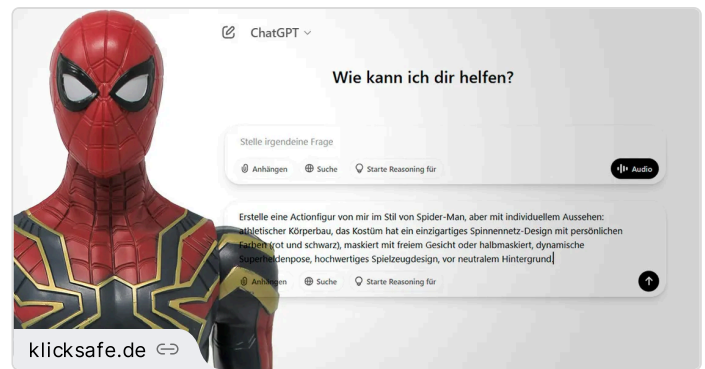 ChatGPT
Wie kann ich dir helfen?
Stelle irgendeine Frage
Anhängen Suche Starte Reasoning für Audio
Erstelle eine Actionfigur von mir im Stil von Spider-Man, aber mit individuellem Aussehen:
athletischer Körperbau, das Kostüm hat ein einzigartiges Spinnennetz-Design mit persönlichen
Farben (rot und schwarz), maskiert mit freiem Gesicht oder halbmaskiert, dynamische
Superheldenpose, hochwertiges Spielzeugdesign, vor neutralem Hintergrund.
Anhängen Suche Starte Reasoning für
klicksafe.de